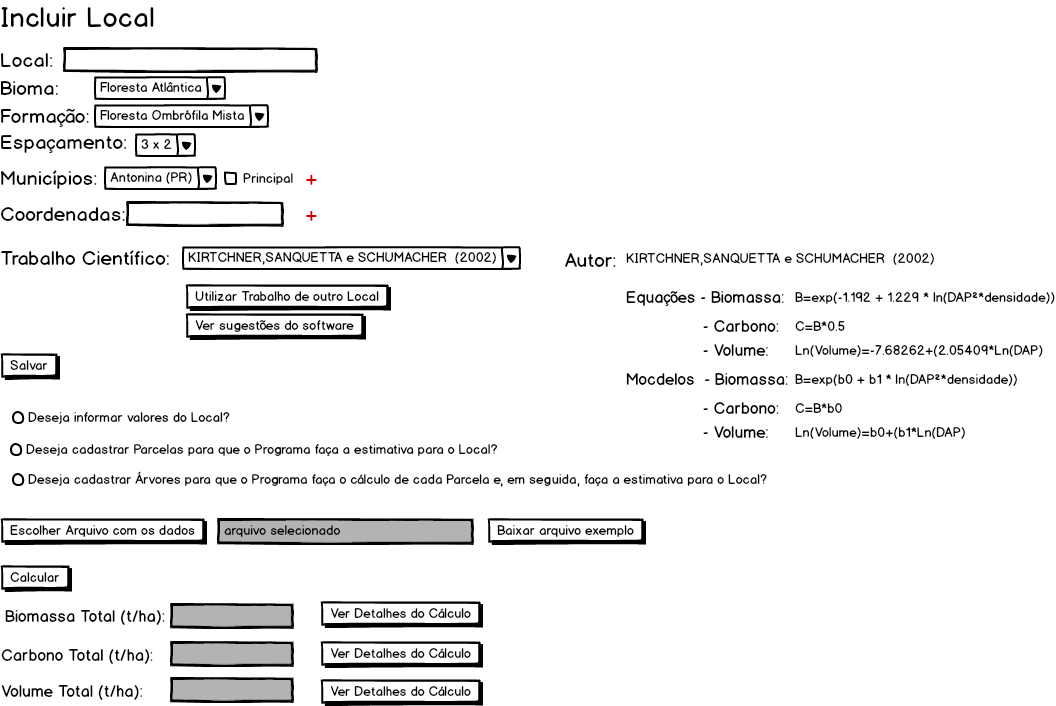 Incluir Local
Local:
Bioma: Floresta Atlântica
Formação: Floresta Ombrófila Mista
Espaçamento: 3 x 2
Municípios: Antonina (PR) Principal +
Coordenadas: +
Trabalho Científico: KIRTCHNER,SANQUETTA e SCHUMACHER (2002)
Utilizar Trabalho de outro Local
Ver sugestões do software
Salvar
Autor: KIRTCHNER,SANQUETTA e SCHUMACHER (2002)
Equações - Biomassa: B=exp(-1.192 + 1.229 * ln(DAP²*densidade))
- Carbono: C=B*0.5
- Volume: Ln(Volume)=-7.68262+(2.05409*Ln(DAP)
Mocdelos - Biomassa: B=exp(b0 + b1 * ln(DAP²*densidade))
- Carbono: C=B*b0
- Volume: Ln(Volume)=b0+(b1*Ln(DAP)
Deseja informar valores do Local?
Deseja cadastrar Parcelas para que o Programa faça a estimativa para o Local?
Deseja cadastrar Árvores para que o Programa faça o cálculo de cada Parcela e, em seguida, faça a estimativa para o Local?
Escolher Arquivo com os dados arquivo selecionado Baixar arquivo exemplo
Calcular
Biomassa Total (t/ha): Ver Detalhes do Cálculo
Carbono Total (t/ha): Ver Detalhes do Cálculo
Volume Total (t/ha): Ver Detalhes do Cálculo